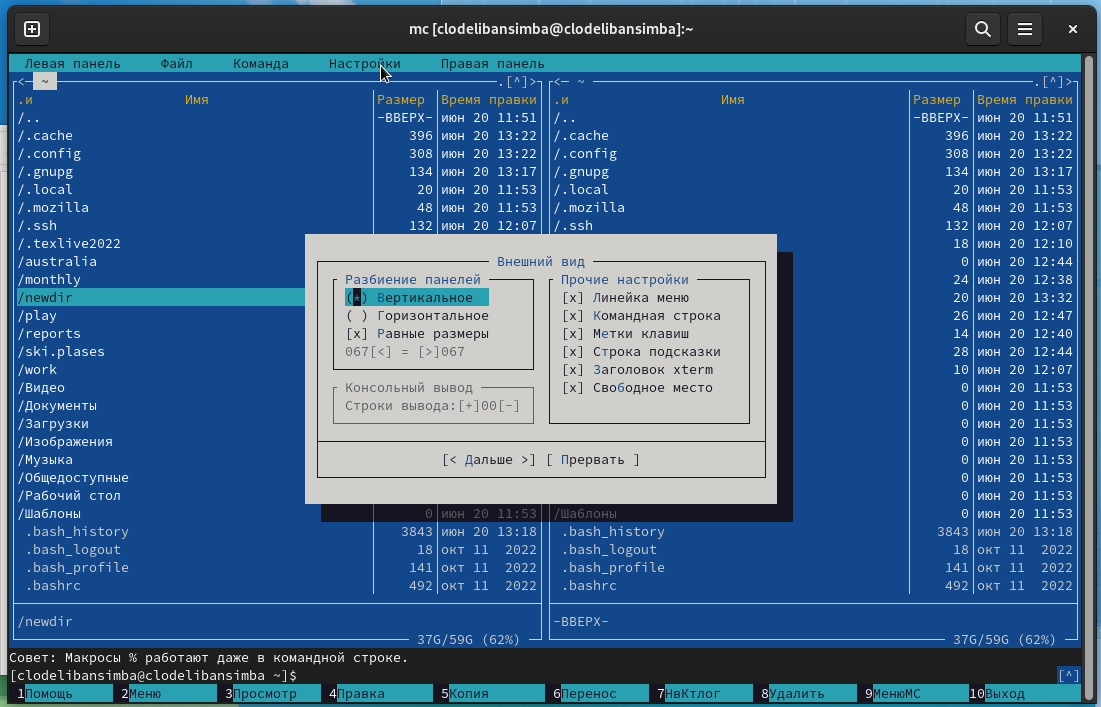 mc [clodelibansimba@clodelibansimba]:~
Левая панель Файл Команда Настройки Правая панель
<─ ~ .[^]> <─ ~ .[^]>
.и Имя Размер Время правки .и Имя Размер Время правки
/.. -ВВЕРХ- июн 20 11:51 /.. -ВВЕРХ- июн 20 11:51
/.cache 396 июн 20 13:22 /.cache 396 июн 20 13:22
/.config 308 июн 20 13:22 /.config 308 июн 20 13:22
/.gnupg 134 июн 20 13:17 /.gnupg 134 июн 20 13:17
/.local 20 июн 20 11:53 /.local 20 июн 20 11:53
/.mozilla 48 июн 20 11:53 /.mozilla 48 июн 20 11:53
/.ssh 132 июн 20 12:07 /.ssh 132 июн 20 12:07
/.texlive2022 18 июн 20 12:10
/australia Внешний вид 0 июн 20 12:44
/monthly Разбиение панелей Прочие настройки 24 июн 20 12:38
/newdir (*) Вертикальное [x] Линейка меню 20 июн 20 13:32
/play ( ) Горизонтальное [x] Командная строка 26 июн 20 12:47
/reports [x] Равные размеры [x] Метки клавиш 14 июн 20 12:40
/ski.plases 067[<] = [>]067 [x] Строка подсказки 28 июн 20 12:44
/work [x] Заголовок xterm 10 июн 20 12:07
/Видео Консольный вывод [x] Свободное место 0 июн 20 11:53
/Документы Строки вывода:[+]00[-] 0 июн 20 11:53
/Загрузки 0 июн 20 11:53
/Изображения 0 июн 20 11:53
/Музыка [< Дальше >] [ Прервать ] 0 июн 20 11:53
/Общедоступные 0 июн 20 11:53
/Рабочий стол 0 июн 20 11:53
/Шаблоны 0 июн 20 11:53 /Шаблоны 0 июн 20 11:53
.bash_history 3843 июн 20 13:18 .bash_history 3843 июн 20 13:18
.bash_logout 18 окт 11 2022 .bash_logout 18 окт 11 2022
.bash_profile 141 окт 11 2022 .bash_profile 141 окт 11 2022
.bashrc 492 окт 11 2022 .bashrc 492 окт 11 2022
/newdir -ВВЕРХ-
37G/59G (62%) 37G/59G (62%)
Совет: Макросы % работают даже в командной строке.
[clodelibansimba@clodelibansimba ~]$ [^]
1Помощь 2Меню 3Просмотр 4Правка 5Копия 6Перенос 7НвКтлог 8Удалить 9МенюМС 10Выход